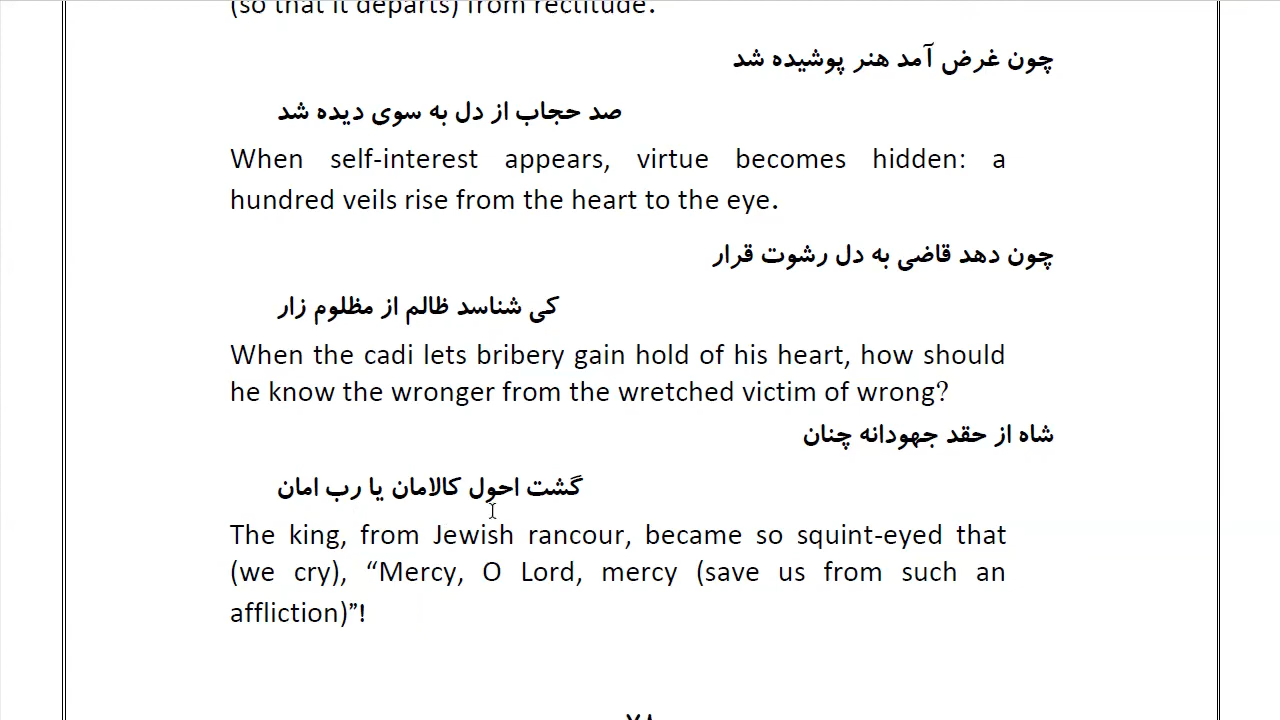 (so that it departs) from rectitude.
چون غرض آمد هنر پوشیده شد
صد حجاب از دل به سوی دیده شد
When self-interest appears, virtue becomes hidden: a
hundred veils rise from the heart to the eye.
چون دهد قاضی به دل رشوت قرار
کی شناسد ظالم از مظلوم زار
When the cadi lets bribery gain hold of his heart, how should
he know the wronger from the wretched victim of wrong?
شاه از حقد جهودانه چنان
گشت احول کالامان یا رب امان
The king, from Jewish rancour, became so squint-eyed that
(we cry), “Mercy, O Lord, mercy (save us from such an
affliction)”!